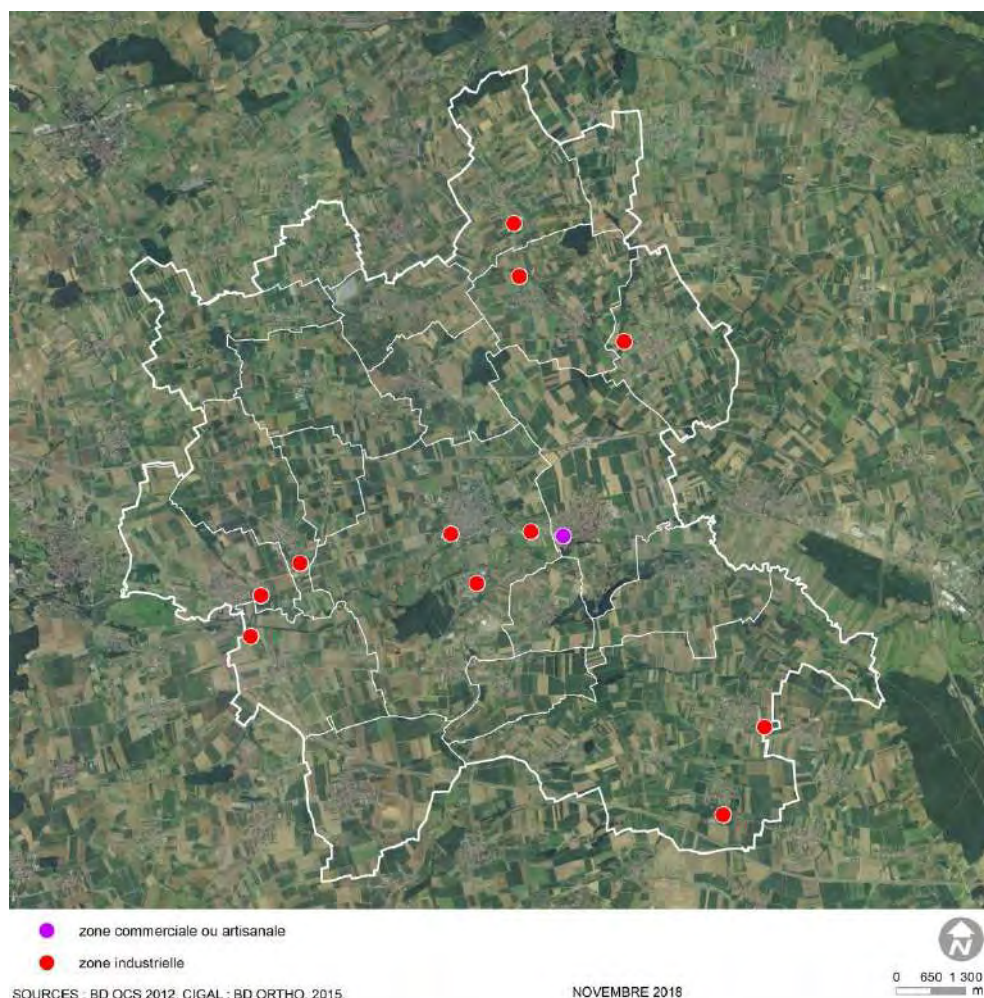 zone commerciale ou artisanale
zone industrielle
N
0 650 1 300
m
SOURCES : BD OCS 2012, CIGAL ; BD ORTHO, 2015
NOVEMBRE 2018